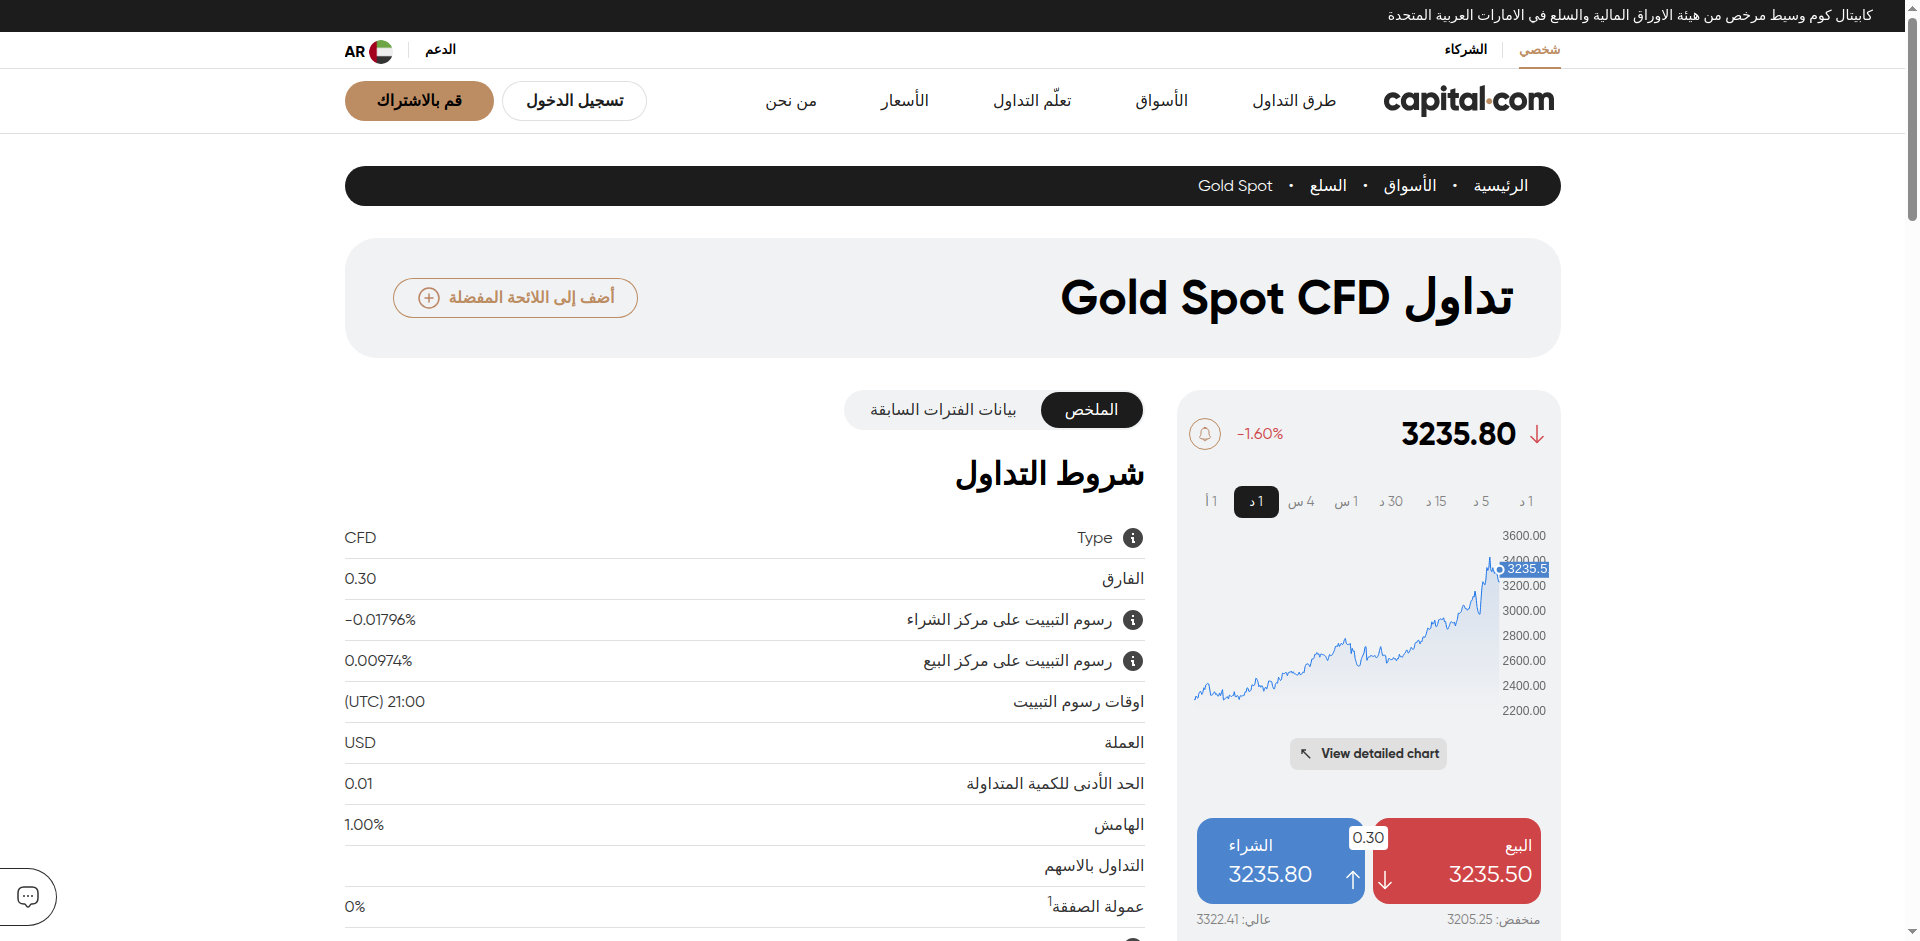 كابيتال كوم وسيط مرخص من هيئة الاوراق المالية والسلع في الامارات العربية المتحدة
شخصي
الشركاء
الدعم
AR
capital.com
طرق التداول
الأسواق
تعلّم التداول
الأسعار
من نحن
تسجيل الدخول
قم بالاشتراك
الرئيسية • الأسواق • السلع • Gold Spot
تداول Gold Spot CFD
أضف إلى اللائحة المفضلة
3235.80
-1.60%
1 د
5 د
15 د
30 د
1 س
4 س
1 د
1 أ
3600.00
3400.00
3235.5
3200.00
3000.00
2800.00
2600.00
2400.00
2200.00
View detailed chart
البيع
3235.50
0.30
الشراء
3235.80
منخفض: 3205.25
عالي: 3322.41
الملخص
بيانات الفترات السابقة
شروط التداول
Type CFD
الفارق 0.30
رسوم التبييت على مركز الشراء -0.01796%
رسوم التبييت على مركز البيع 0.00974%
اوقات رسوم التبييت 21:00 (UTC)
العملة USD
الحد الأدنى للكمية المتداولة 0.01
الهامش 1.00%
التداول بالاسهم
عمولة الصفقة1 0%